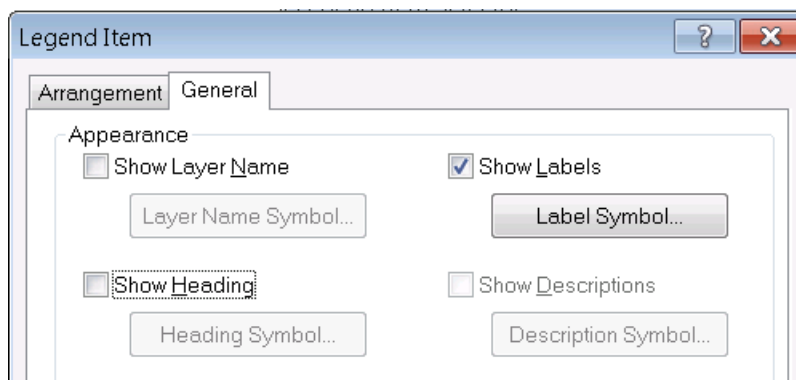 Legend Item
Arrangement General
Appearance
Show Layer Name Show Labels
Layer Name Symbol... Label Symbol...
Show Heading Show Descriptions
Heading Symbol... Description Symbol...